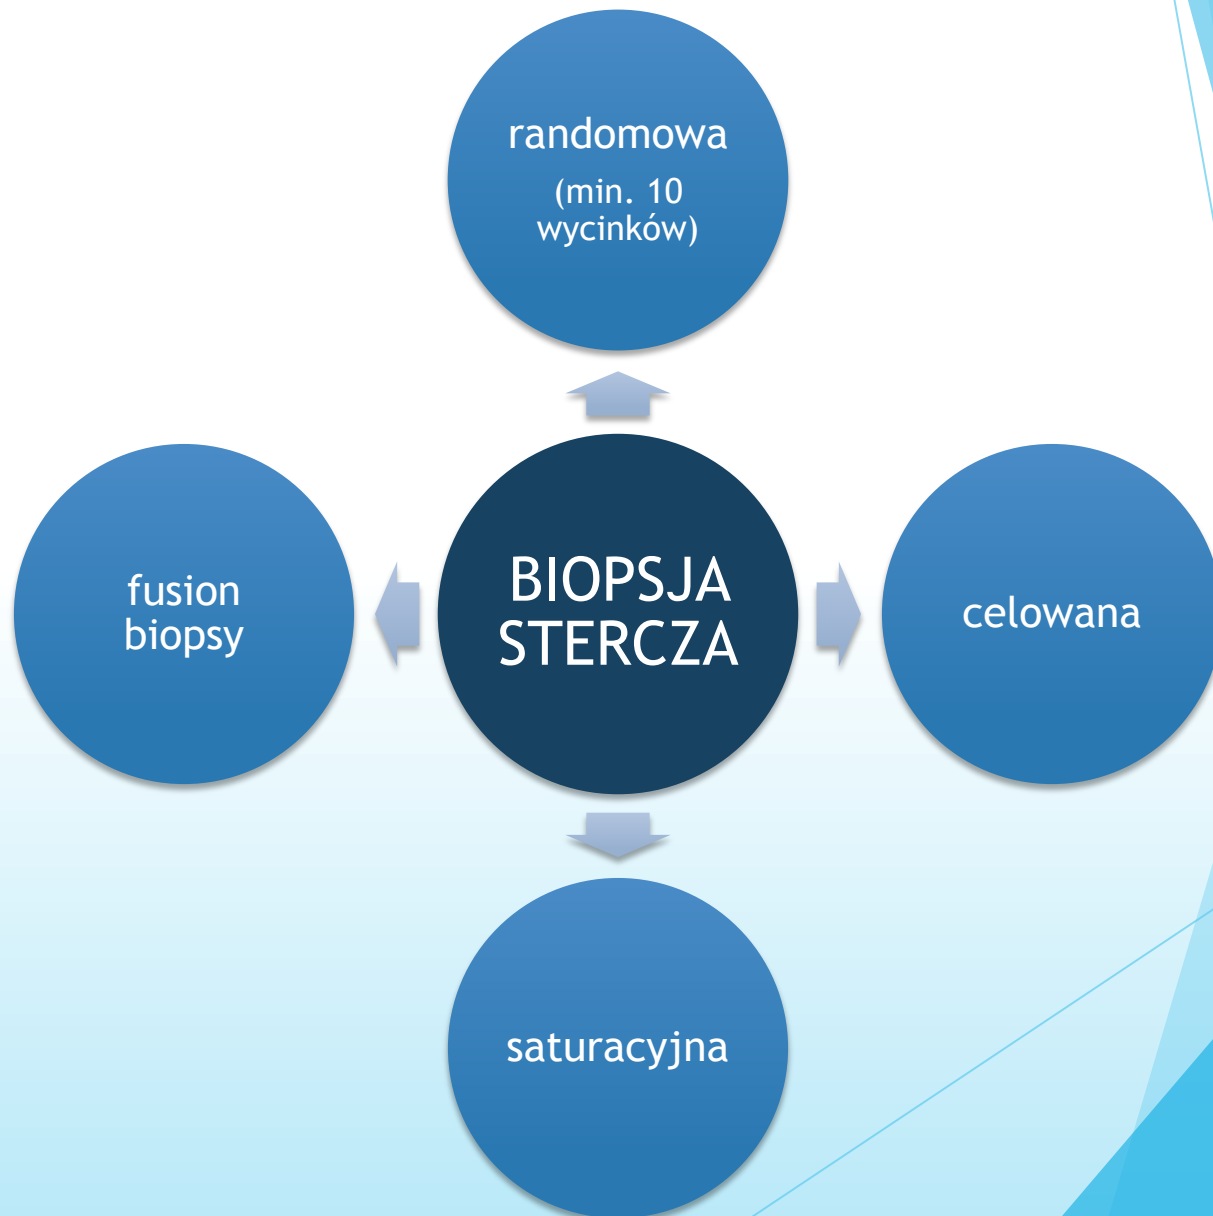 randomowa
(min. 10
wycinków)
fusion
biopsy
BIOPSJA
STERCZA
celowana
saturacyjna